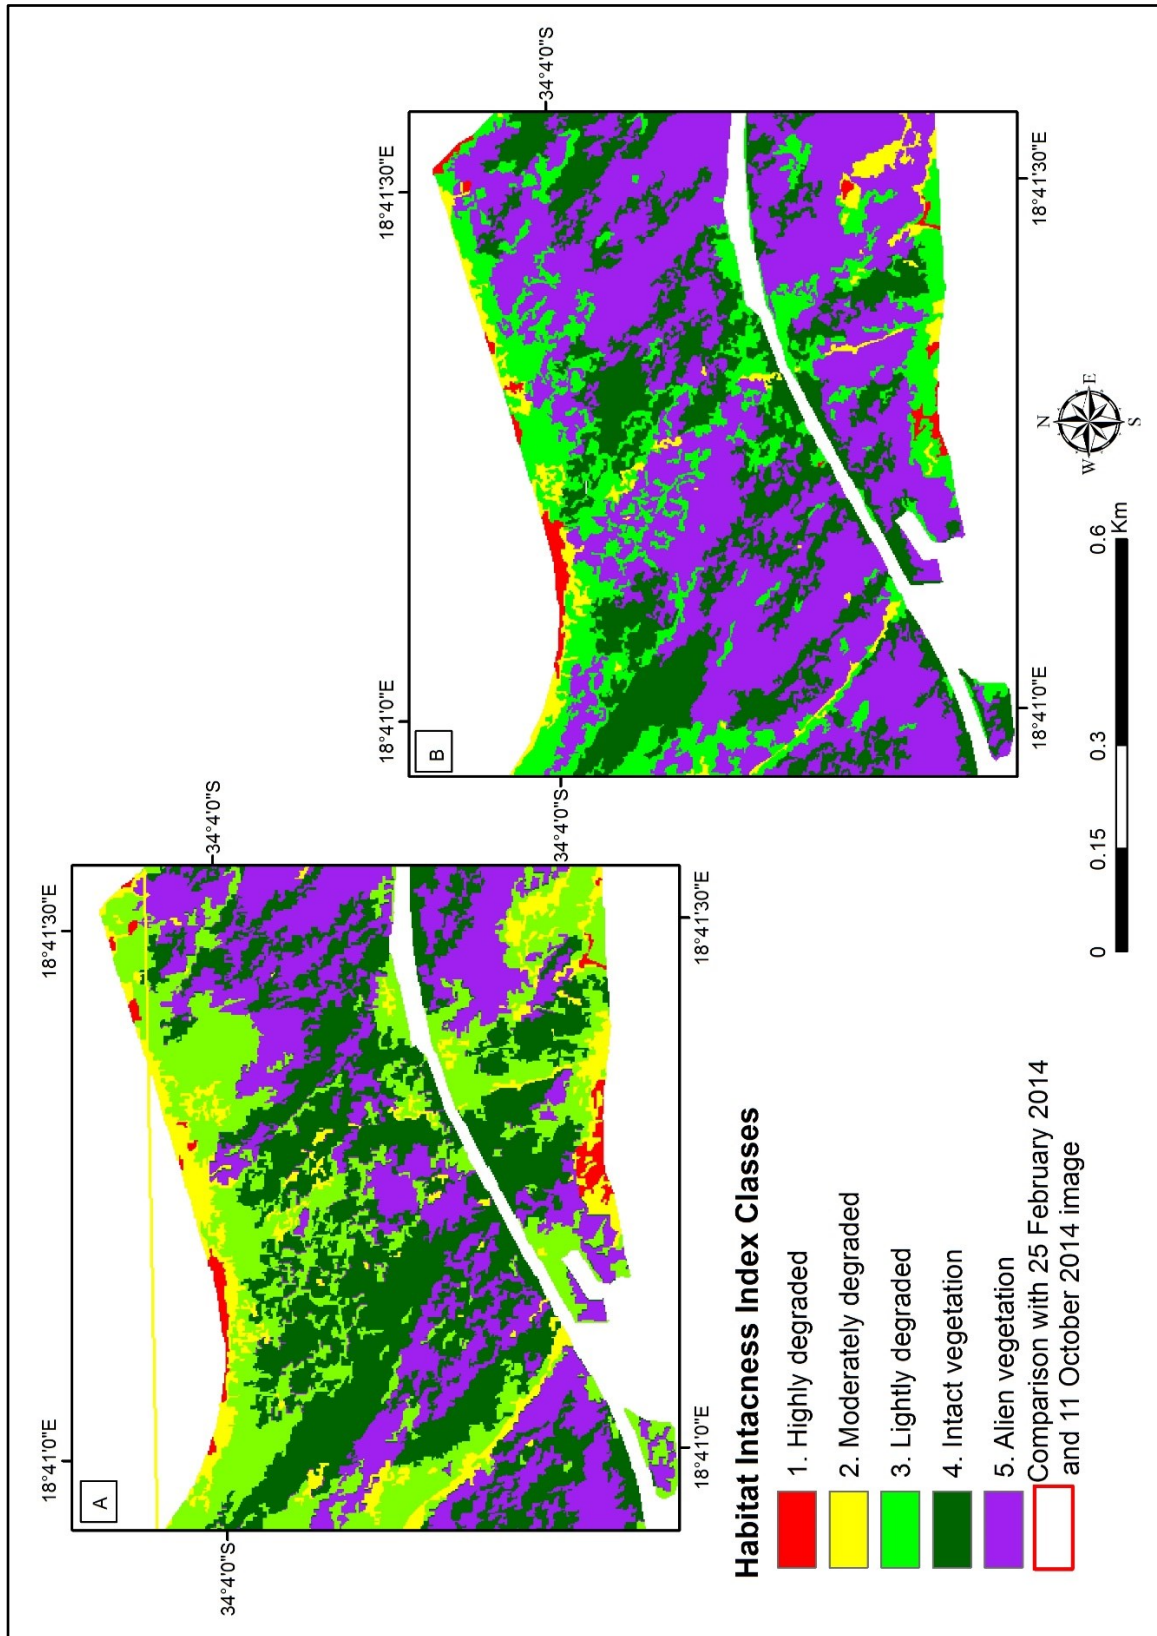 A
18°41'0"E
18°41'30"E
34°4'0"S
34°4'0"S
34°4'0"S
18°41'0"E
18°41'30"E
B
18°41'0"E
18°41'30"E
34°4'0"S
34°4'0"S
18°41'0"E
18°41'30"E
Habitat Intacness Index Classes
1. Highly degraded
2. Moderately degraded
3. Lightly degraded
4. Intact vegetation
5. Alien vegetation
Comparison with 25 February 2014
and 11 October 2014 image
0 0.15 0.3 0.6
Km
N
W E
S